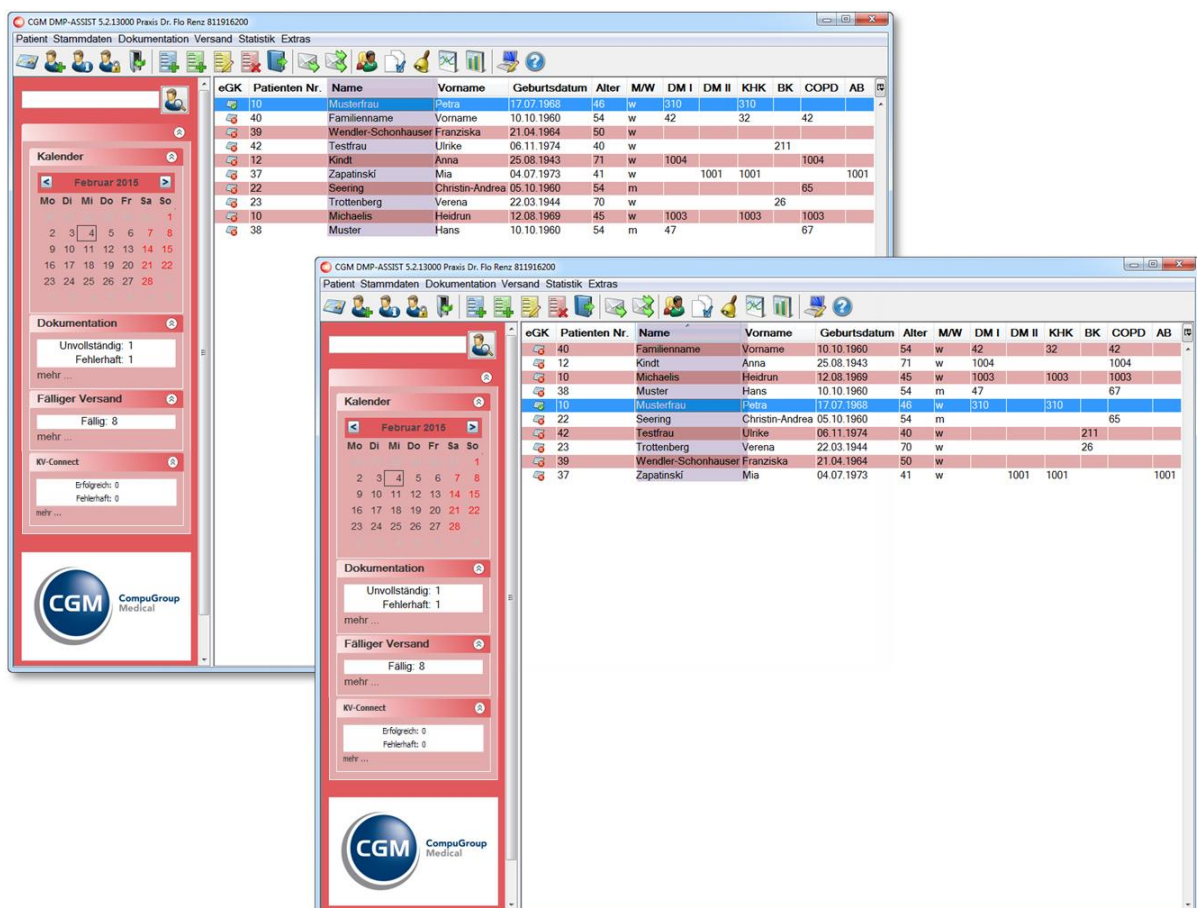 CGM DMP-ASSIST 5.2.13000 Praxis Dr. Flo Renz 811916200
Patient Stammdaten Dokumentation Versand Statistik Extras
eGK Patienten Nr. Name Vorname Geburtsdatum Alter M/W DM I DM II KHK BK COPD AB
10 Musterfrau Petra 17.07.1968 46 w 310 310
40 Familienname Vorname 10.10.1960 54 w 42 32 42
39 Wendler-Schonhauser Franziska 21.04.1964 50 w
42 Testfrau Ulrike 06.11.1974 40 w 211
12 Kindt Anna 25.08.1943 71 w 1004 1004
37 Zapatinskí Mia 04.07.1973 41 w 1001 1001 1001
22 Seering Christin-Andrea 05.10.1960 54 m 65
23 Trottenberg Verena 22.03.1944 70 w 26
10 Michaelis Heidrun 12.08.1969 45 w 1003 1003 1003
38 Muster Hans 10.10.1960 54 m 47 67
Kalender
Februar 2015
Mo Di Mi Do Fr Sa So
1
2 3 4 5 6 7 8
9 10 11 12 13 14 15
16 17 18 19 20 21 22
23 24 25 26 27 28
Dokumentation
Unvollständig: 1
Fehlerhaft: 1
mehr ...
Fälliger Versand
Fällig: 8
mehr ...
KV-Connect
Erfolgreich: 0
Fehlerhaft: 0
mehr ...
CGM
CompuGroup
Medical
CGM DMP-ASSIST 5.2.13000 Praxis Dr. Flo Renz 811916200
Patient Stammdaten Dokumentation Versand Statistik Extras
eGK Patienten Nr. Name Vorname Geburtsdatum Alter M/W DM I DM II KHK BK COPD AB
40 Familienname Vorname 10.10.1960 54 w 42 32 42
12 Kindt Anna 25.08.1943 71 w 1004 1004
10 Michaelis Heidrun 12.08.1969 45 w 1003 1003 1003
38 Muster Hans 10.10.1960 54 m 47 67
10 Musterfrau Petra 17.07.1968 46 w 310 310
22 Seering Christin-Andrea 05.10.1960 54 m 65
42 Testfrau Ulrike 06.11.1974 40 w 211
23 Trottenberg Verena 22.03.1944 70 w 26
39 Wendler-Schonhauser Franziska 21.04.1964 50 w
37 Zapatinskí Mia 04.07.1973 41 w 1001 1001 1001
Kalender
Februar 2015
Mo Di Mi Do Fr Sa So
1
2 3 4 5 6 7 8
9 10 11 12 13 14 15
16 17 18 19 20 21 22
23 24 25 26 27 28
Dokumentation
Unvollständig: 1
Fehlerhaft: 1
mehr ...
Fälliger Versand
Fällig: 8
mehr ...
KV-Connect
Erfolgreich: 0
Fehlerhaft: 0
mehr ...
CGM
CompuGroup
Medical